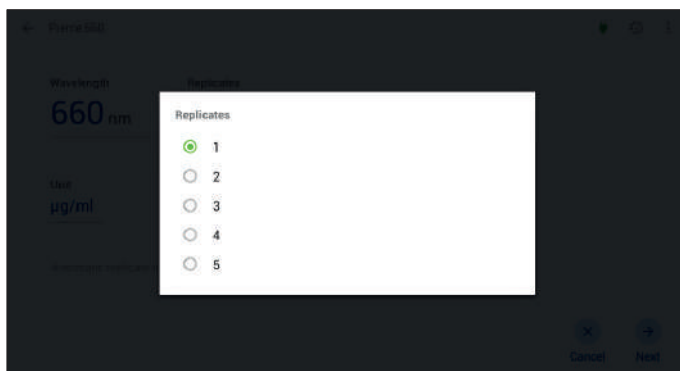 Pierce 660
Wavelength
Replicates
660 nm
Replicates
1
2
3
4
5
Unit
µg/ml
Cancel
Next